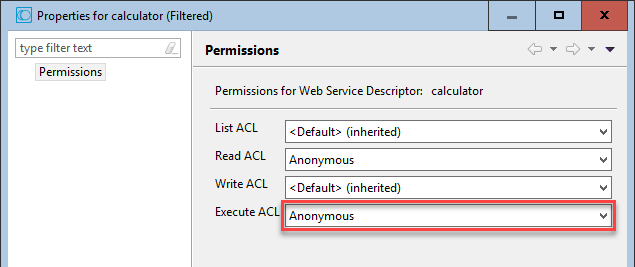 Properties for calculator (Filtered)
type filter text
Permissions
Permissions
Permissions for Web Service Descriptor: calculator
List ACL <Default> (inherited)
Read ACL Anonymous
Write ACL <Default> (inherited)
Execute ACL Anonymous